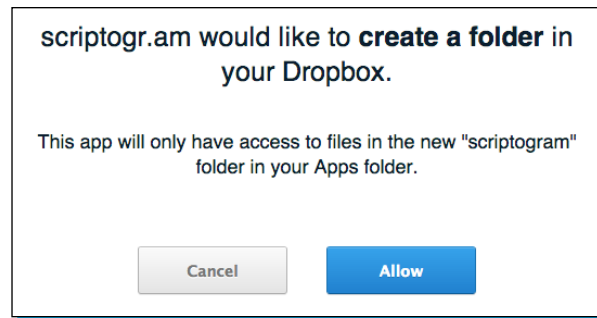 scriptogr.am would like to create a folder in
your Dropbox.
This app will only have access to files in the new "scriptogram"
folder in your Apps folder.
Cancel
Allow